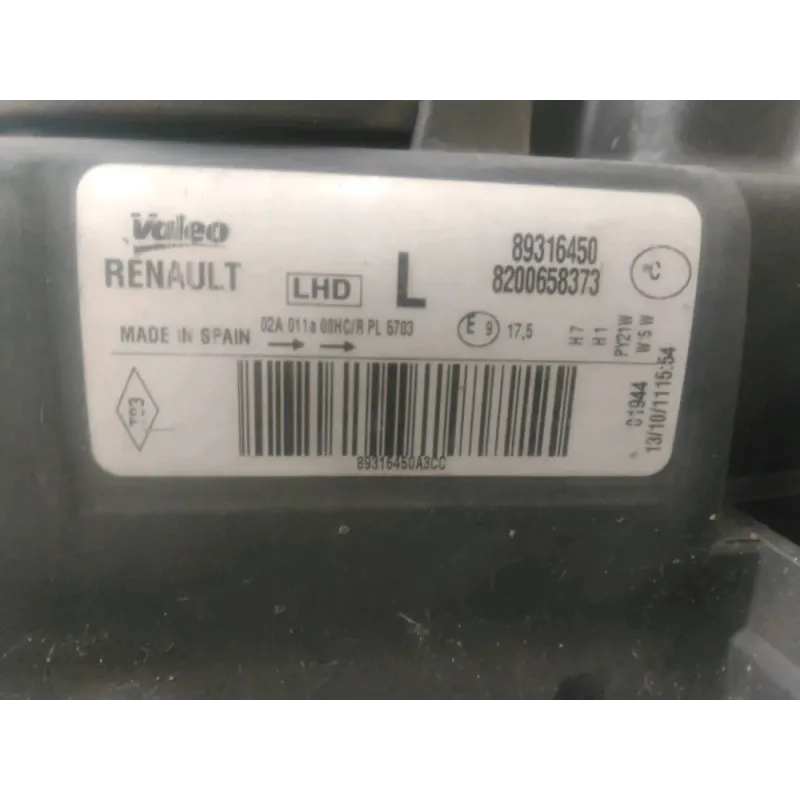 Valeo
RENAULT
LHD
L
89316450
8200658373
MADE IN SPAIN
02A 011a 00HC/R PL 5703
E 9 17,5
H7
H1
PY21W
W5W
89316450A3CC
01944
13/10/11 15:54